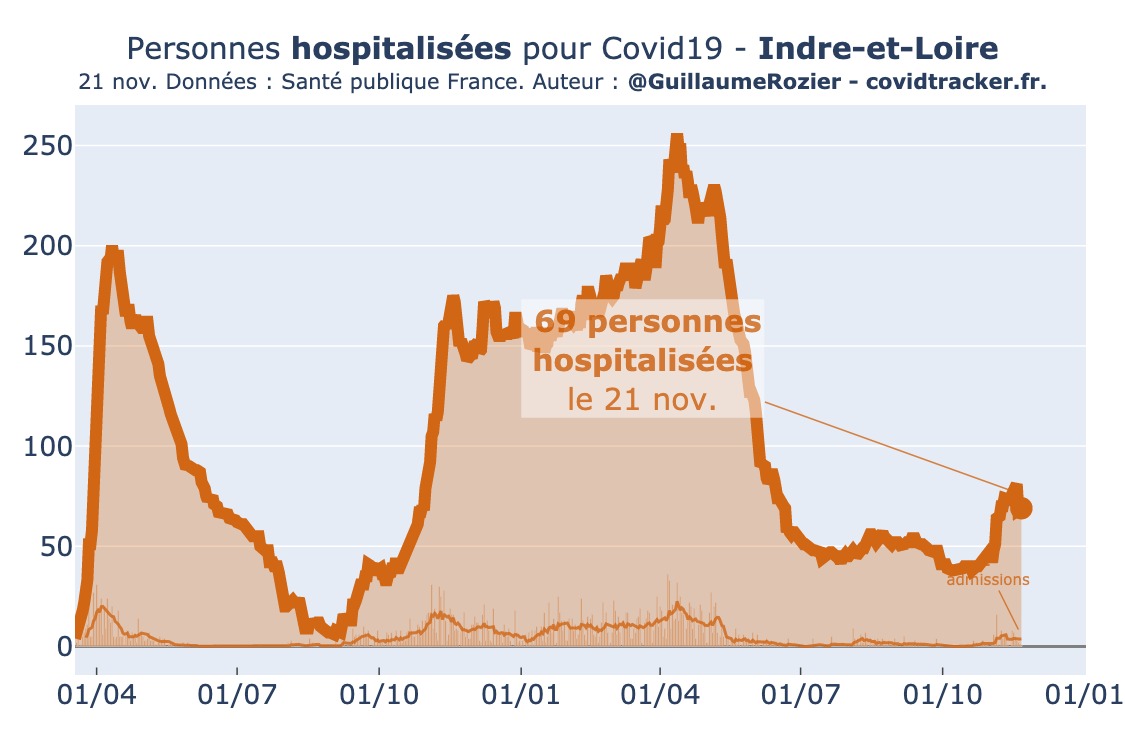 Personnes hospitalisées pour Covid19 - Indre-et-Loire
21 nov. Données : Santé publique France. Auteur : @GuillaumeRozier - covidtracker.fr.
250
200
150
100
50
0
69 personnes
hospitalisées
le 21 nov.
admissions
01/04
01/07
01/10
01/01
01/04
01/07
01/10
01/01